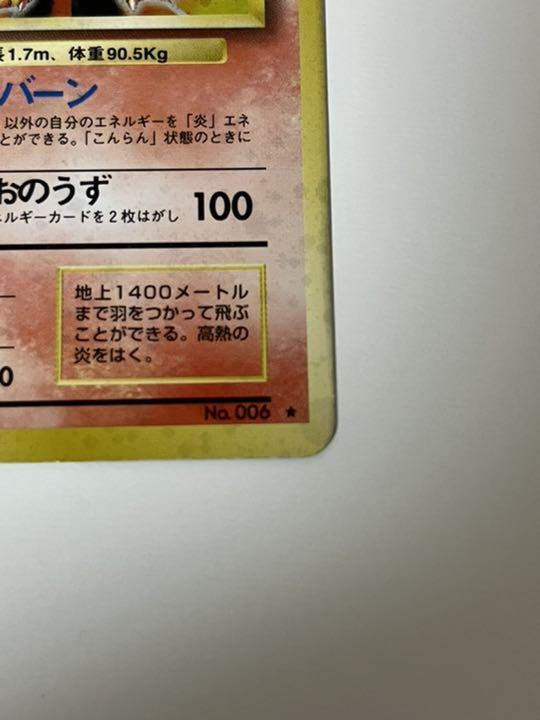 長1.7m、体重90.5Kg
バーン
以外の自分のエネルギーを「炎」エネ
とができる。「こんらん」状態のときに
おのうず 100
ネルギーカードを2枚はがし
地上1400メートル
まで羽をつかって飛ぶ
ことができる。高熱の
炎をはく。
0
No. 006 ★